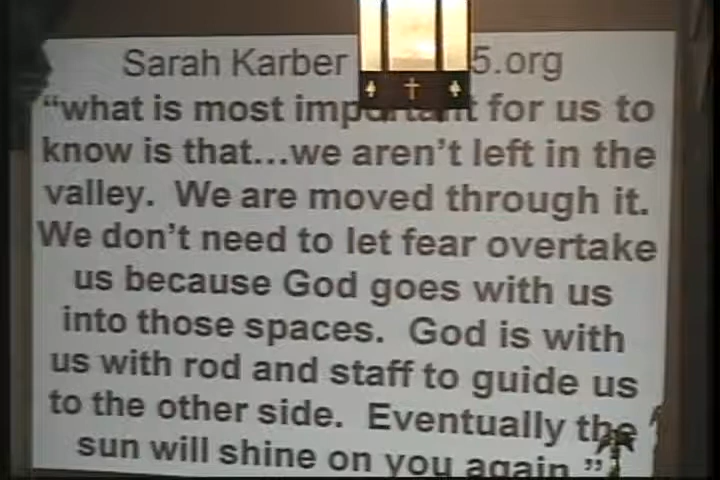 Sarah Karber 5.org
“what is most important for us to
know is that...we aren’t left in the
valley. We are moved through it.
We don’t need to let fear overtake
us because God goes with us
into those spaces. God is with
us with rod and staff to guide us
to the other side. Eventually the
sun will shine on you again.”